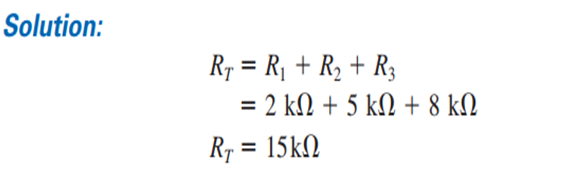 Solution:
R_T = R_1 + R_2 + R_3
= 2 kΩ + 5 kΩ + 8 kΩ
R_T = 15kΩ